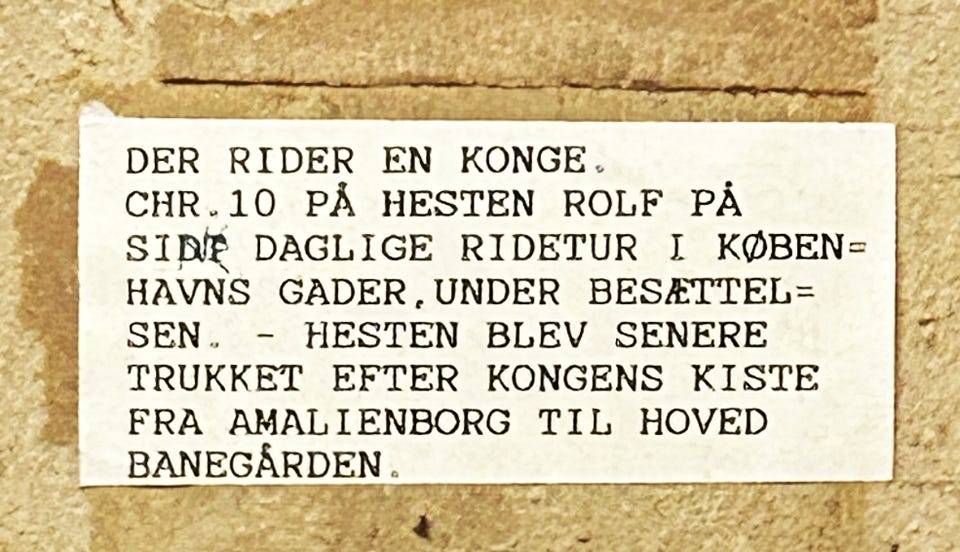 DER RIDER EN KONGE.
CHR.10 PÅ HESTEN ROLF PÅ
DAGLIGE RIDETUR I KØBEN=
HAVNS GADER,UNDER BESÆTTEL=
SEN. - HESTEN BLEV SENERE
TRUKKET EFTER KONGENS KISTE
FRA AMALIENBORG TIL HOVED
BANEGÅRDEN.